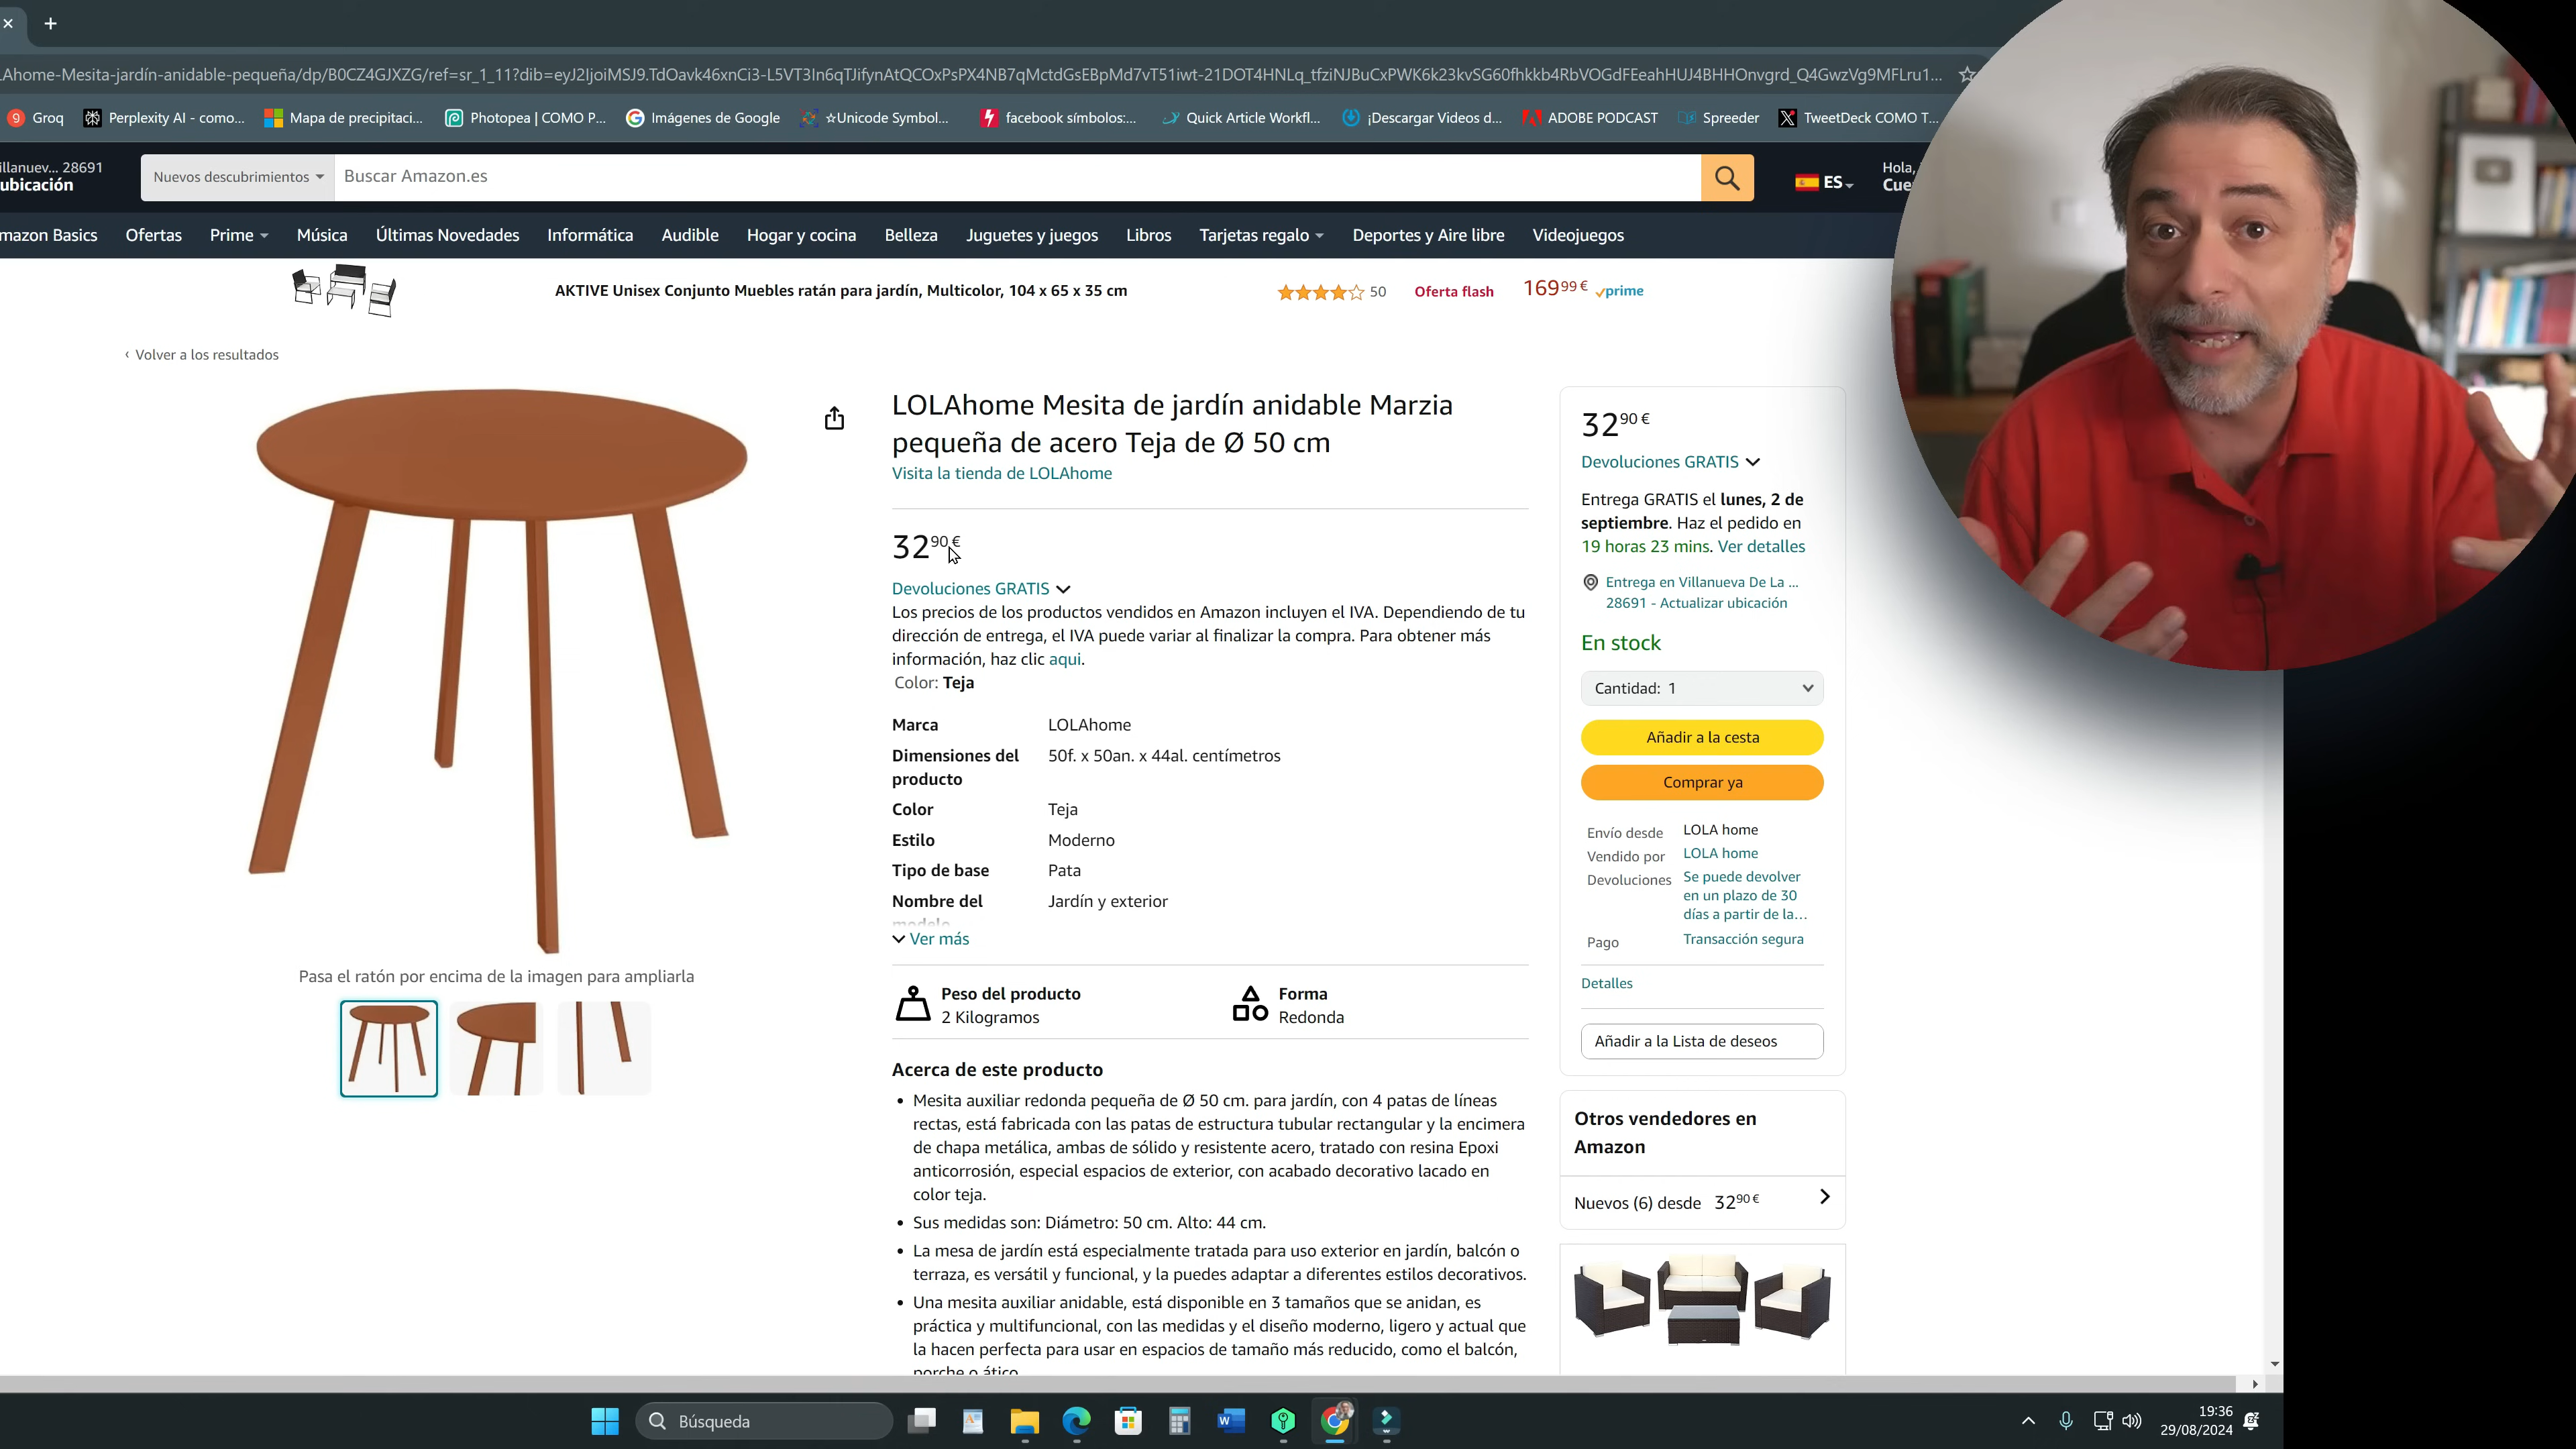 Ahome-Mesita-jardín-anidable-pequeña/dp/B0CZ4GJXZG/ref=sr_1_11?
Groq
Perplexity AI - como...
Mapa de precipitaci...
Photopea | COMO P...
Imágenes de Google
☆Unicode Symbol...
facebook símbolos:...
Quick Article Workfl...
¡Descargar Videos d...
ADOBE PODCAST
Spreeder
TweetDeck COMO T...
illanuev... 28691
ubicación
Nuevos descubrimientos
Buscar Amazon.es
ES
Hola,
Cue
mazon Basics
Ofertas
Prime
Música
Últimas Novedades
Informática
Audible
Hogar y cocina
Belleza
Juguetes y juegos
Libros
Tarjetas regalo
Deportes y Aire libre
Videojuegos
AKTIVE Unisex Conjunto Muebles ratán para jardín, Multicolor, 104 x 65 x 35 cm
50
Oferta flash
169 99 €
prime
‹ Volver a los resultados
LOLAhome Mesita de jardín anidable Marzia
pequeña de acero Teja de Ø 50 cm
Visita la tienda de LOLAhome
32 90 €
Devoluciones GRATIS
Los precios de los productos vendidos en Amazon incluyen el IVA. Dependiendo de tu
dirección de entrega, el IVA puede variar al finalizar la compra. Para obtener más
información, haz clic aqui.
Color: Teja
Marca LOLAhome
Dimensiones del 50f. x 50an. x 44al. centímetros
producto
Color Teja
Estilo Moderno
Tipo de base Pata
Nombre del Jardín y exterior
modelo
Ver más
Pasa el ratón por encima de la imagen para ampliarla
Peso del producto
2 Kilogramos
Forma
Redonda
Acerca de este producto
• Mesita auxiliar redonda pequeña de Ø 50 cm. para jardín, con 4 patas de líneas
rectas, está fabricada con las patas de estructura tubular rectangular y la encimera
de chapa metálica, ambas de sólido y resistente acero, tratado con resina Epoxi
anticorrosión, especial espacios de exterior, con acabado decorativo lacado en
color teja.
• Sus medidas son: Diámetro: 50 cm. Alto: 44 cm.
• La mesa de jardín está especialmente tratada para uso exterior en jardín, balcón o
terraza, es versátil y funcional, y la puedes adaptar a diferentes estilos decorativos.
• Una mesita auxiliar anidable, está disponible en 3 tamaños que se anidan, es
práctica y multifuncional, con las medidas y el diseño moderno, ligero y actual que
la hacen perfecta para usar en espacios de tamaño más reducido, como el balcón,
porche o ático
32 90 €
Devoluciones GRATIS
Entrega GRATIS el lunes, 2 de
septiembre. Haz el pedido en
19 horas 23 mins. Ver detalles
Entrega en Villanueva De La ...
28691 - Actualizar ubicación
En stock
Cantidad: 1
Añadir a la cesta
Comprar ya
Envío desde LOLA home
Vendido por LOLA home
Devoluciones Se puede devolver
en un plazo de 30
días a partir de la...
Pago Transacción segura
Detalles
Añadir a la Lista de deseos
Otros vendedores en
Amazon
Nuevos (6) desde 32 90 €
Búsqueda
19:36
29/08/2024